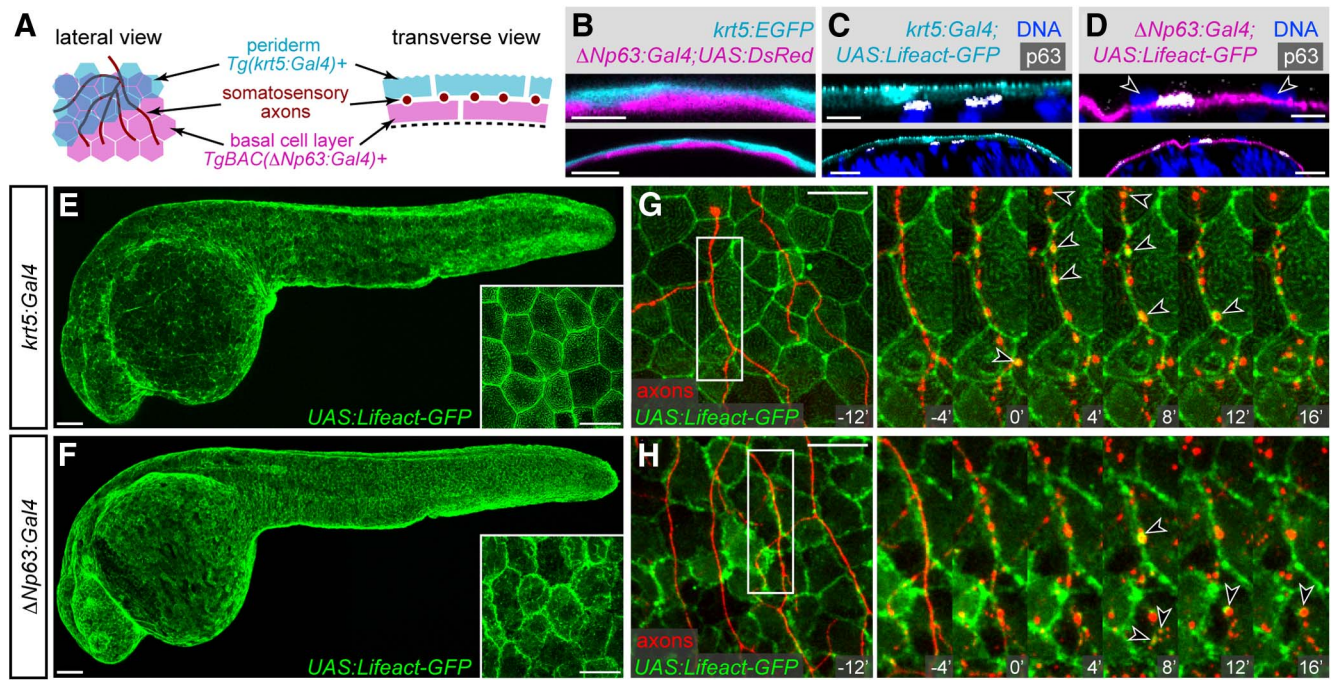 A
lateral view
periderm
Tg(krt5:Gal4)+
transverse view
somatosensory
axons
basal cell layer
TgBAC(ΔNp63:Gal4)+
B
krt5:EGFP
ΔNp63:Gal4;UAS:DsRed
C
krt5:Gal4;
DNA
UAS:Lifeact-GFP
p63
D
ΔNp63:Gal4;
DNA
UAS:Lifeact-GFP
p63
krt5:Gal4
E
UAS:Lifeact-GFP
G
axons
UAS:Lifeact-GFP
-12'
-4'
0'
4'
8'
12'
16'
ΔNp63:Gal4
F
UAS:Lifeact-GFP
H
axons
UAS:Lifeact-GFP
-12'
-4'
0'
4'
8'
12'
16'